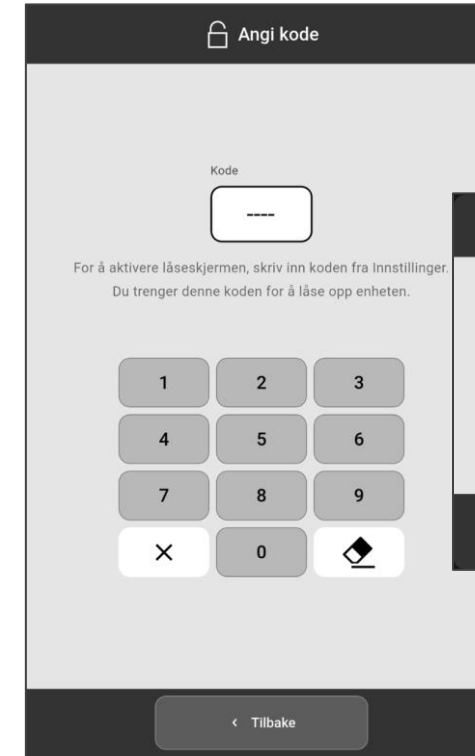 Angi kode
Kode
----
For å aktivere låseskjermen, skriv inn koden fra Innstillinger.
Du trenger denne koden for å låse opp enheten.
1 2 3
4 5 6
7 8 9
× 0
< Tilbake